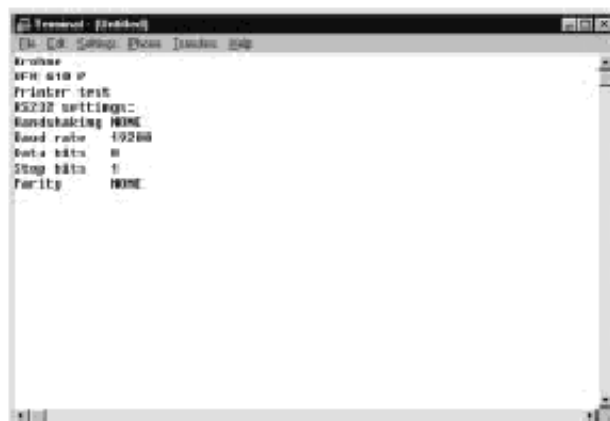 Terminal - [Untitled]
File Edit Settings Phone Transfers Help
Krohne
UFM 610 P
Printer test
RS232 settings:
Handshaking NONE
Baud rate 19200
Data bits 8
Stop bits 1
Parity NONE